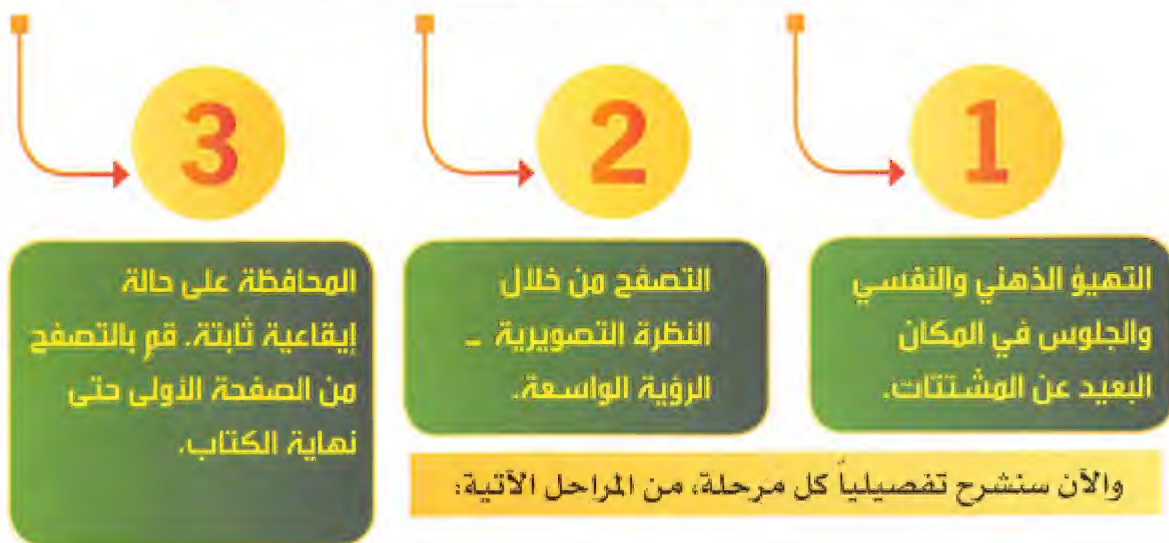 1
التهيؤ الذهني والنفسي
والجلوس في المكان
البعيد عن المشتتات.
2
التصفح من خلال
النظرة التصويرية ـ
الرؤية الواسعة.
3
المحافظة على حالة
إيقاعية ثابتة. قم بالتصفح
من الصفحة الأولى حتى
نهاية الكتاب.
والآن سنشرح تفصيلياً كل مرحلة، من المراحل الآتية: